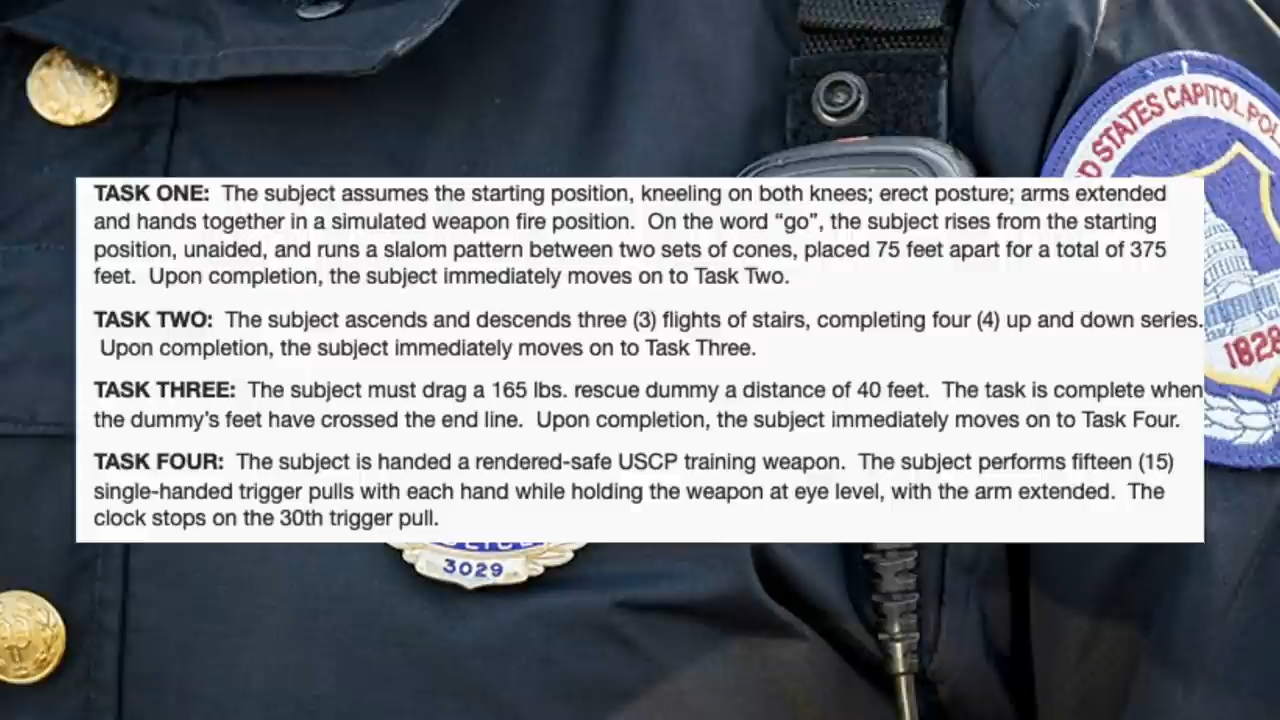 D STATES CAPITOL PO
TASK ONE:  The subject assumes the starting position, kneeling on both knees; erect posture; arms extended
and hands together in a simulated weapon fire position.  On the word “go”, the subject rises from the starting
position, unaided, and runs a slalom pattern between two sets of cones, placed 75 feet apart for a total of 375
feet.  Upon completion, the subject immediately moves on to Task Two.
TASK TWO:  The subject ascends and descends three (3) flights of stairs, completing four (4) up and down series.
Upon completion, the subject immediately moves on to Task Three.
TASK THREE:  The subject must drag a 165 lbs. rescue dummy a distance of 40 feet.  The task is complete when
the dummy’s feet have crossed the end line.  Upon completion, the subject immediately moves on to Task Four.
TASK FOUR:  The subject is handed a rendered-safe USCP training weapon.  The subject performs fifteen (15)
single-handed trigger pulls with each hand while holding the weapon at eye level, with the arm extended.  The
clock stops on the 30th trigger pull.
1828
3029